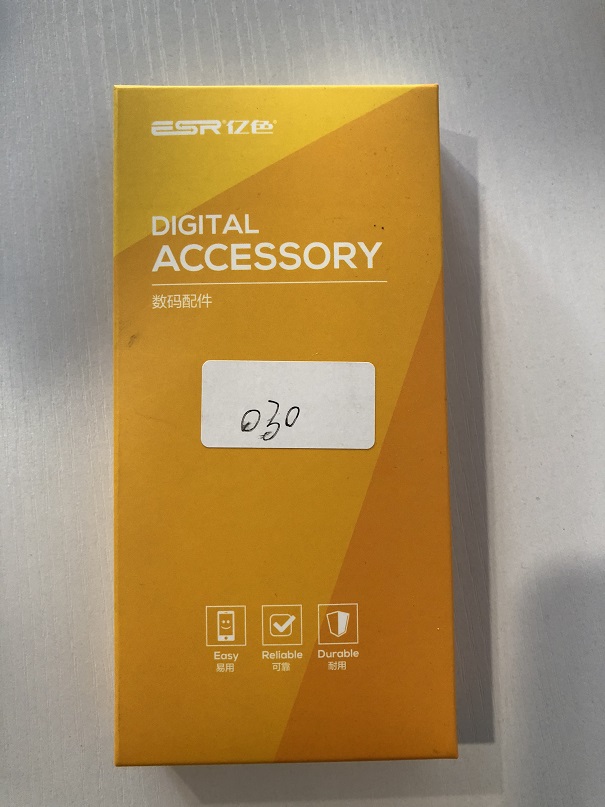 ESR亿色
DIGITAL
ACCESSORY
数码配件
030
Easy Reliable Durable
易用 可靠 耐用